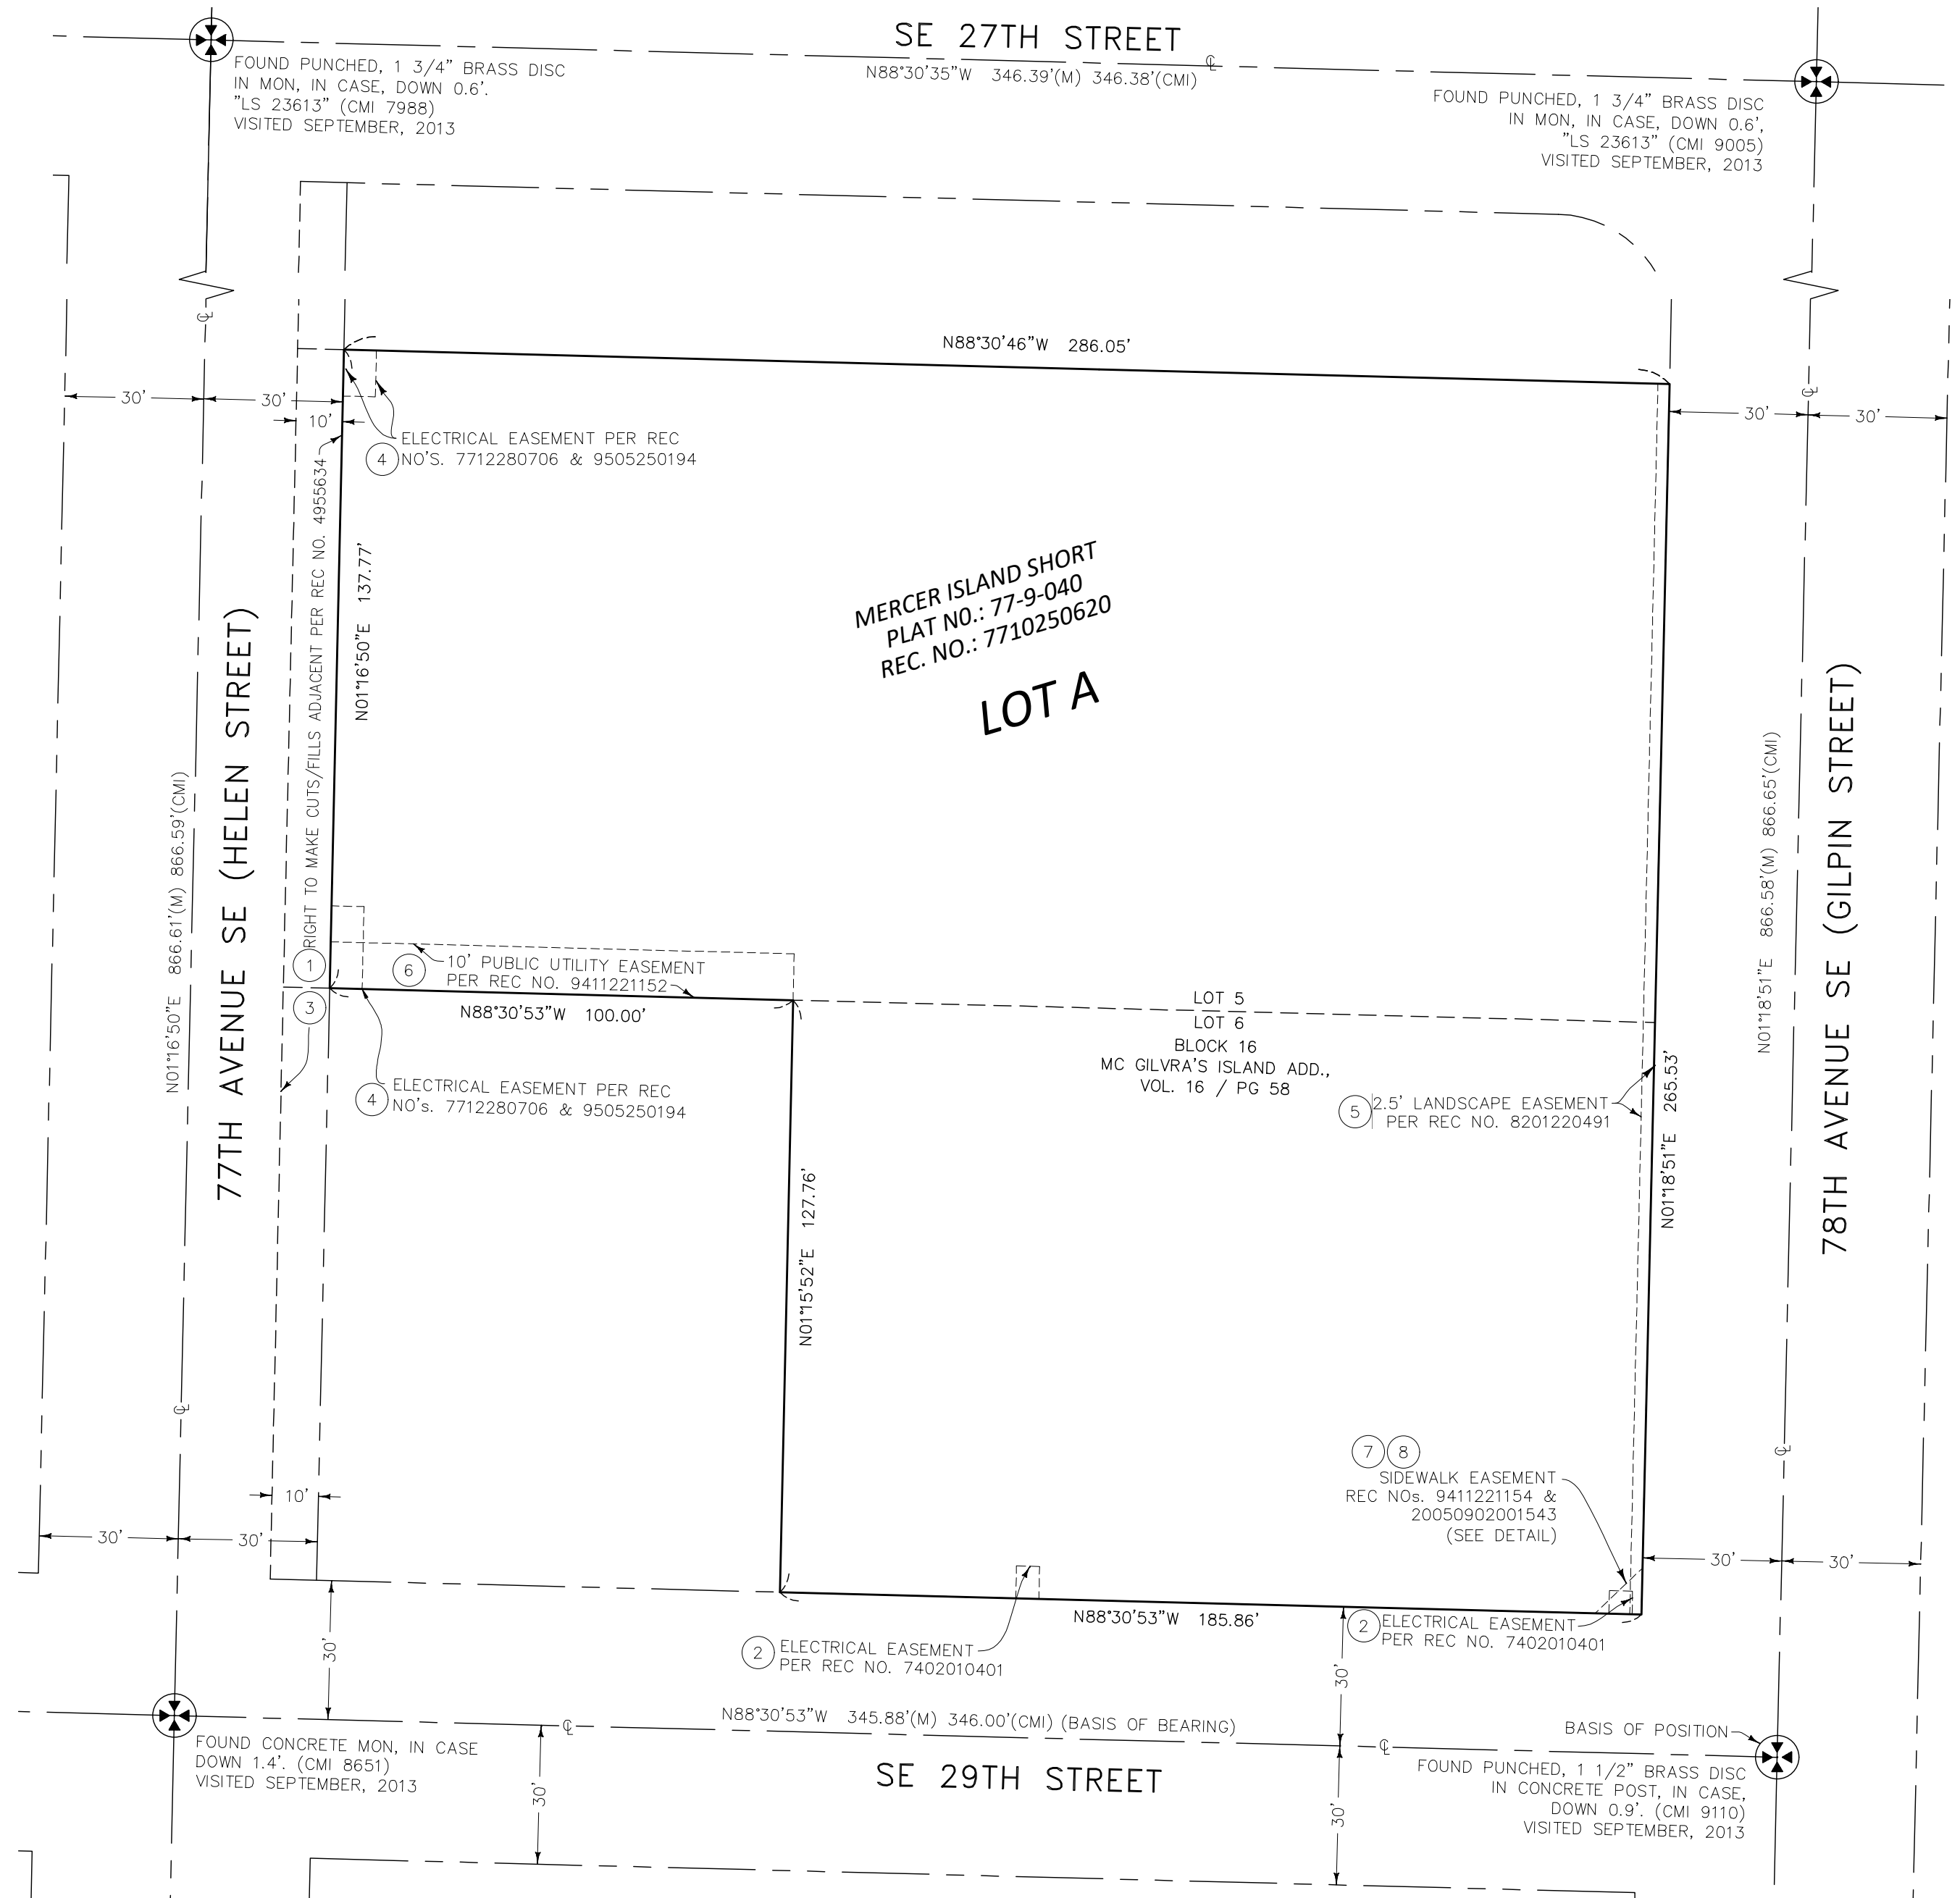 SE 27TH STREET
N88°30'35"W 346.39'(M) 346.38'(CMI)
FOUND PUNCHED, 1 3/4" BRASS DISC
IN MON, IN CASE, DOWN 0.6'.
"LS 23613" (CMI 7988)
VISITED SEPTEMBER, 2013
FOUND PUNCHED, 1 3/4" BRASS DISC
IN MON, IN CASE, DOWN 0.6',
"LS 23613" (CMI 9005)
VISITED SEPTEMBER, 2013
N88°30'46"W 286.05'
30'
30'
10'
30'
30'
ELECTRICAL EASEMENT PER REC
4 NO'S. 7712280706 & 9505250194
RIGHT TO MAKE CUTS/FILLS ADJACENT PER REC NO. 4955634
1
N01°16'50"E 137.77'
MERCER ISLAND SHORT
PLAT N0.: 77-9-040
REC. NO.: 7710250620
LOT A
77TH AVENUE SE (HELEN STREET)
N01°16'50"E 866.61'(M) 866.59'(CMI)
78TH AVENUE SE (GILPIN STREET)
N01°18'51"E 866.58'(M) 866.65'(CMI)
6 10' PUBLIC UTILITY EASEMENT
PER REC NO. 9411221152
3
N88°30'53"W 100.00'
LOT 5
LOT 6
BLOCK 16
MC GILVRA'S ISLAND ADD.,
VOL. 16 / PG 58
ELECTRICAL EASEMENT PER REC
4 NO's. 7712280706 & 9505250194
5 2.5' LANDSCAPE EASEMENT
PER REC NO. 8201220491
N01°18'51"E 265.53'
N01°15'52"E 127.76'
7 8
SIDEWALK EASEMENT
REC NOs. 9411221154 &
20050902001543
(SEE DETAIL)
10'
30'
30'
30'
30'
N88°30'53"W 185.86'
2 ELECTRICAL EASEMENT
PER REC NO. 7402010401
2 ELECTRICAL EASEMENT
PER REC NO. 7402010401
30'
30'
N88°30'53"W 345.88'(M) 346.00'(CMI) (BASIS OF BEARING)
BASIS OF POSITION
FOUND CONCRETE MON, IN CASE
DOWN 1.4'. (CMI 8651)
VISITED SEPTEMBER, 2013
SE 29TH STREET
30'
30'
FOUND PUNCHED, 1 1/2" BRASS DISC
IN CONCRETE POST, IN CASE,
DOWN 0.9'. (CMI 9110)
VISITED SEPTEMBER, 2013